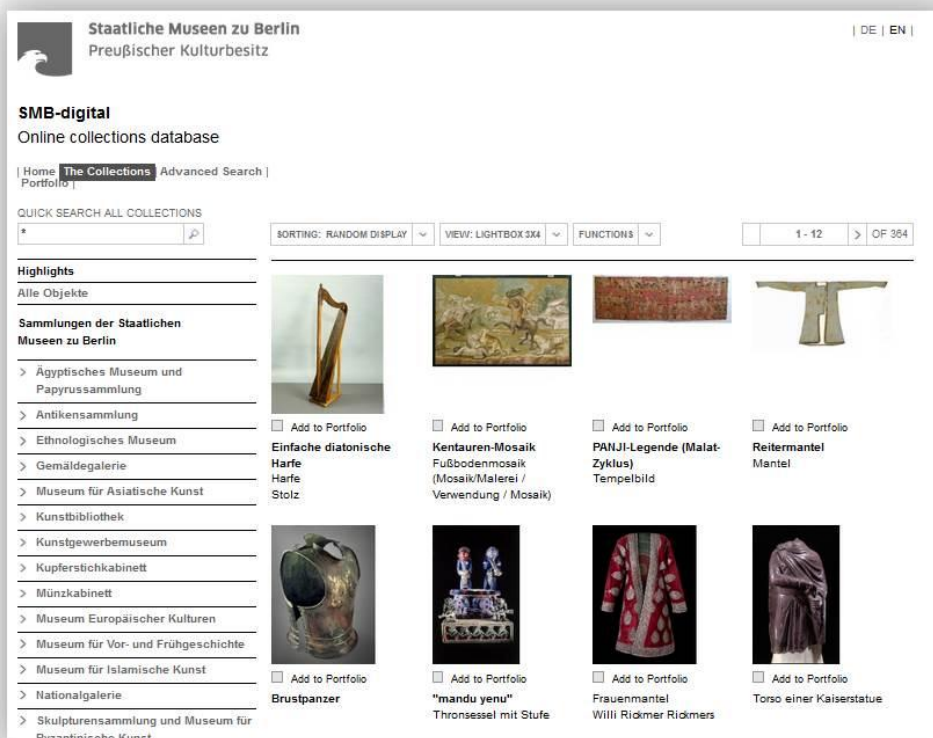 Staatliche Museen zu Berlin
Preußischer Kulturbesitz
| DE | EN |
SMB-digital
Online collections database
| Home | The Collections | Advanced Search |
Portfolio |
QUICK SEARCH ALL COLLECTIONS
*
SORTING: RANDOM DISPLAY
VIEW: LIGHTBOX 3X4
FUNCTIONS
1 - 12
> OF 364
Highlights
Alle Objekte
Sammlungen der Staatlichen
Museen zu Berlin
> Ägyptisches Museum und
Papyrussammlung
> Antikensammlung
> Ethnologisches Museum
> Gemäldegalerie
> Museum für Asiatische Kunst
> Kunstbibliothek
> Kunstgewerbemuseum
> Kupferstichkabinett
> Münzkabinett
> Museum Europäischer Kulturen
> Museum für Vor- und Frühgeschichte
> Museum für Islamische Kunst
> Nationalgalerie
> Skulpturensammlung und Museum für
Byzantinische Kunst
Add to Portfolio
Einfache diatonische
Harfe
Harfe
Stolz
Add to Portfolio
Kentauren-Mosaik
Fußbodenmosaik
(Mosaik/Malerei /
Verwendung / Mosaik)
Add to Portfolio
PANJI-Legende (Malat-
Zyklus)
Tempelbild
Add to Portfolio
Reitermantel
Mantel
Add to Portfolio
Brustpanzer
Add to Portfolio
"mandu yenu"
Thronsessel mit Stufe
Add to Portfolio
Frauenmantel
Willi Rickmer Rickmers
Add to Portfolio
Torso einer Kaiserstatue